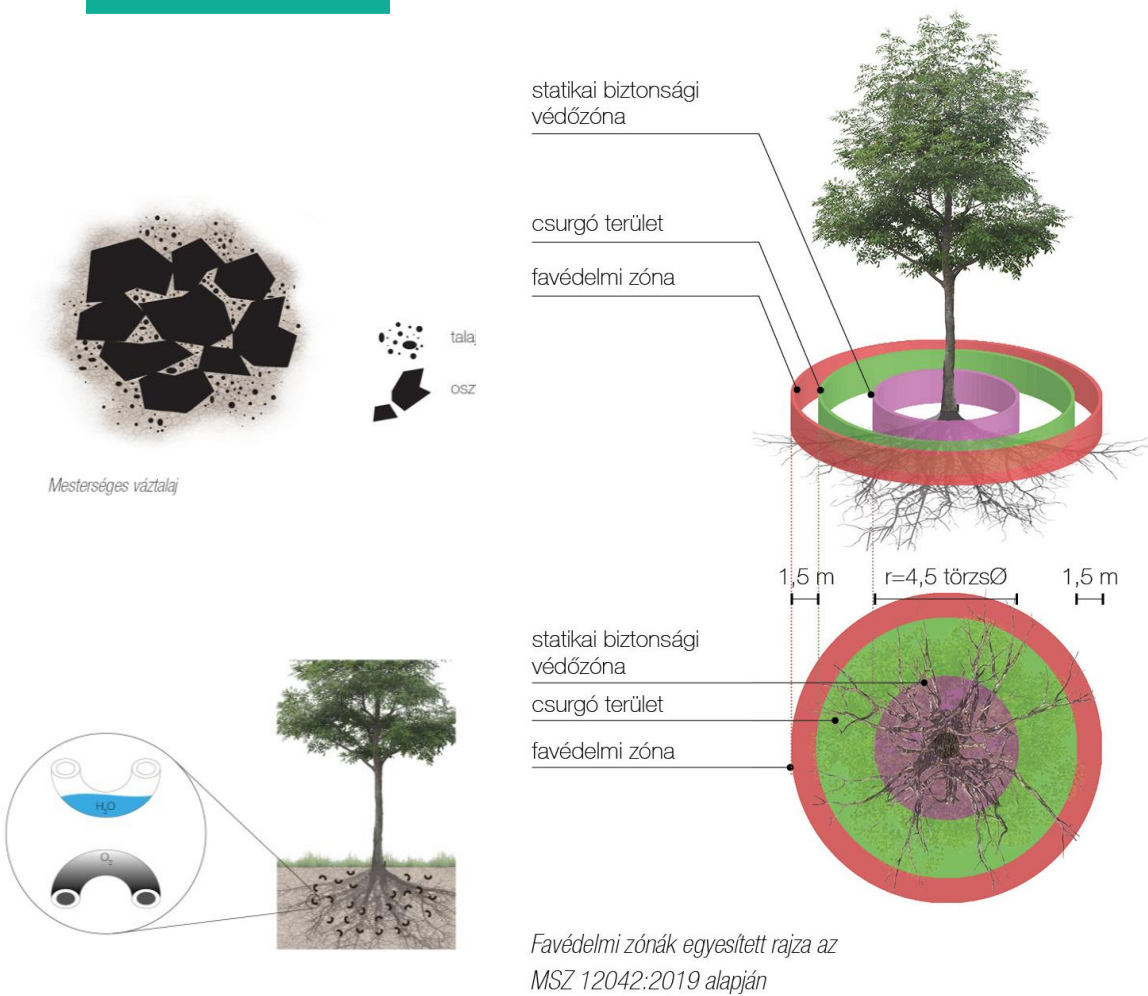 statikai biztonsági
védőzóna
csurgó terület
favédelmi zóna
Mesterséges váztalaj
1,5 m
r=4,5 törzsØ
1,5 m
statikai biztonsági
védőzóna
csurgó terület
favédelmi zóna
H₂O
O₂
Favédelmi zónák egyesített rajza az
MSZ 12042:2019 alapján